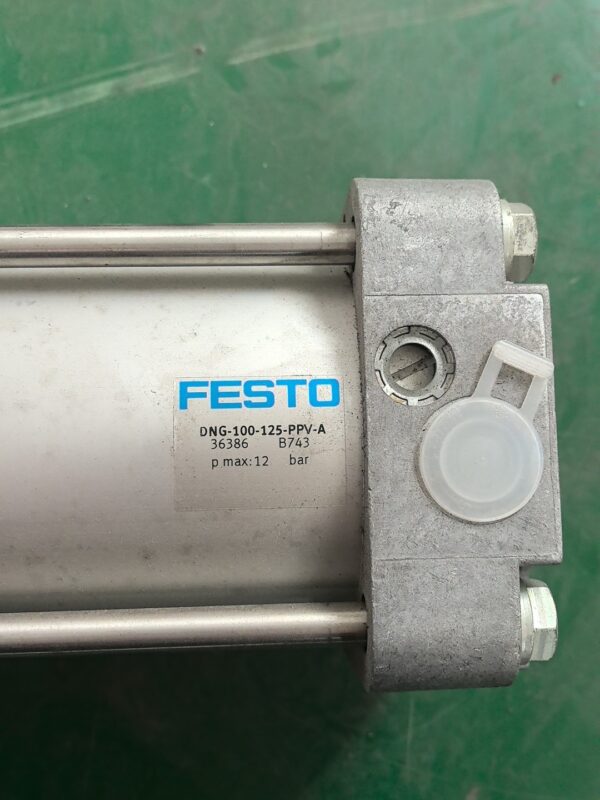 FESTO
DNG-100-125-PPV-A
36386 B743
p max:12 bar